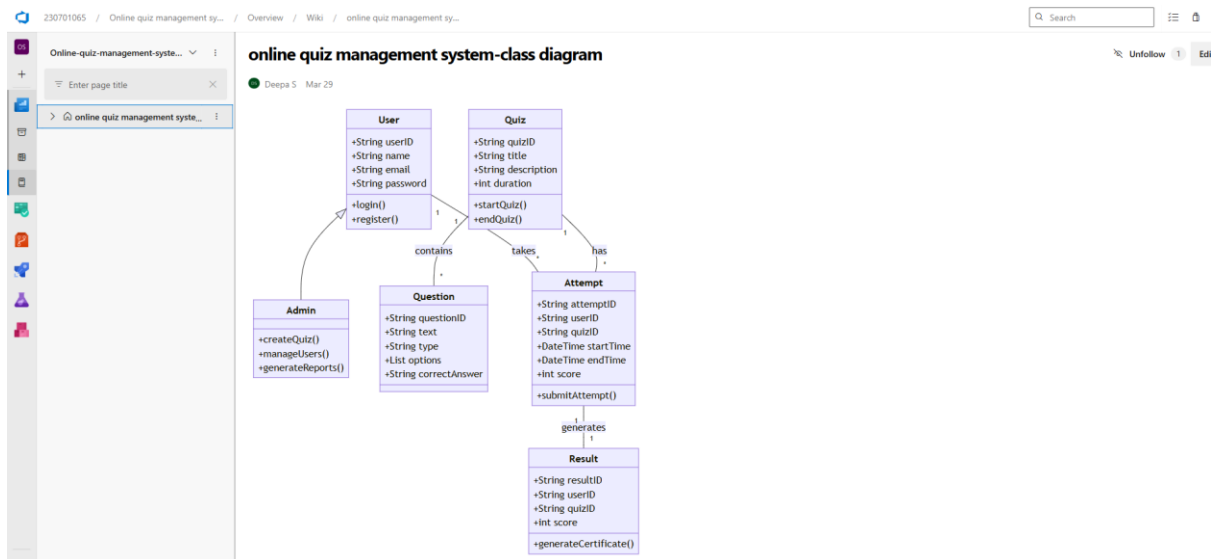 230701065 / Online quiz management sy... / Overview / Wiki / online quiz management sy...
Search
OS
Online-quiz-management-syste...
Enter page title
online quiz management syste...
online quiz management system-class diagram
Unfollow 1 Edi
OS Deepa S Mar 29
User
+String userID
+String name
+String email
+String password
+login()
+register()
Quiz
+String quizID
+String title
+String description
+int duration
+startQuiz()
+endQuiz()
1
1
1
contains
takes
has
*
*
*
Admin
+createQuiz()
+manageUsers()
+generateReports()
Question
+String questionID
+String text
+String type
+List options
+String correctAnswer
Attempt
+String attemptID
+String userID
+String quizID
+DateTime startTime
+DateTime endTime
+int score
+submitAttempt()
1
generates
1
Result
+String resultID
+String userID
+String quizID
+int score
+generateCertificate()